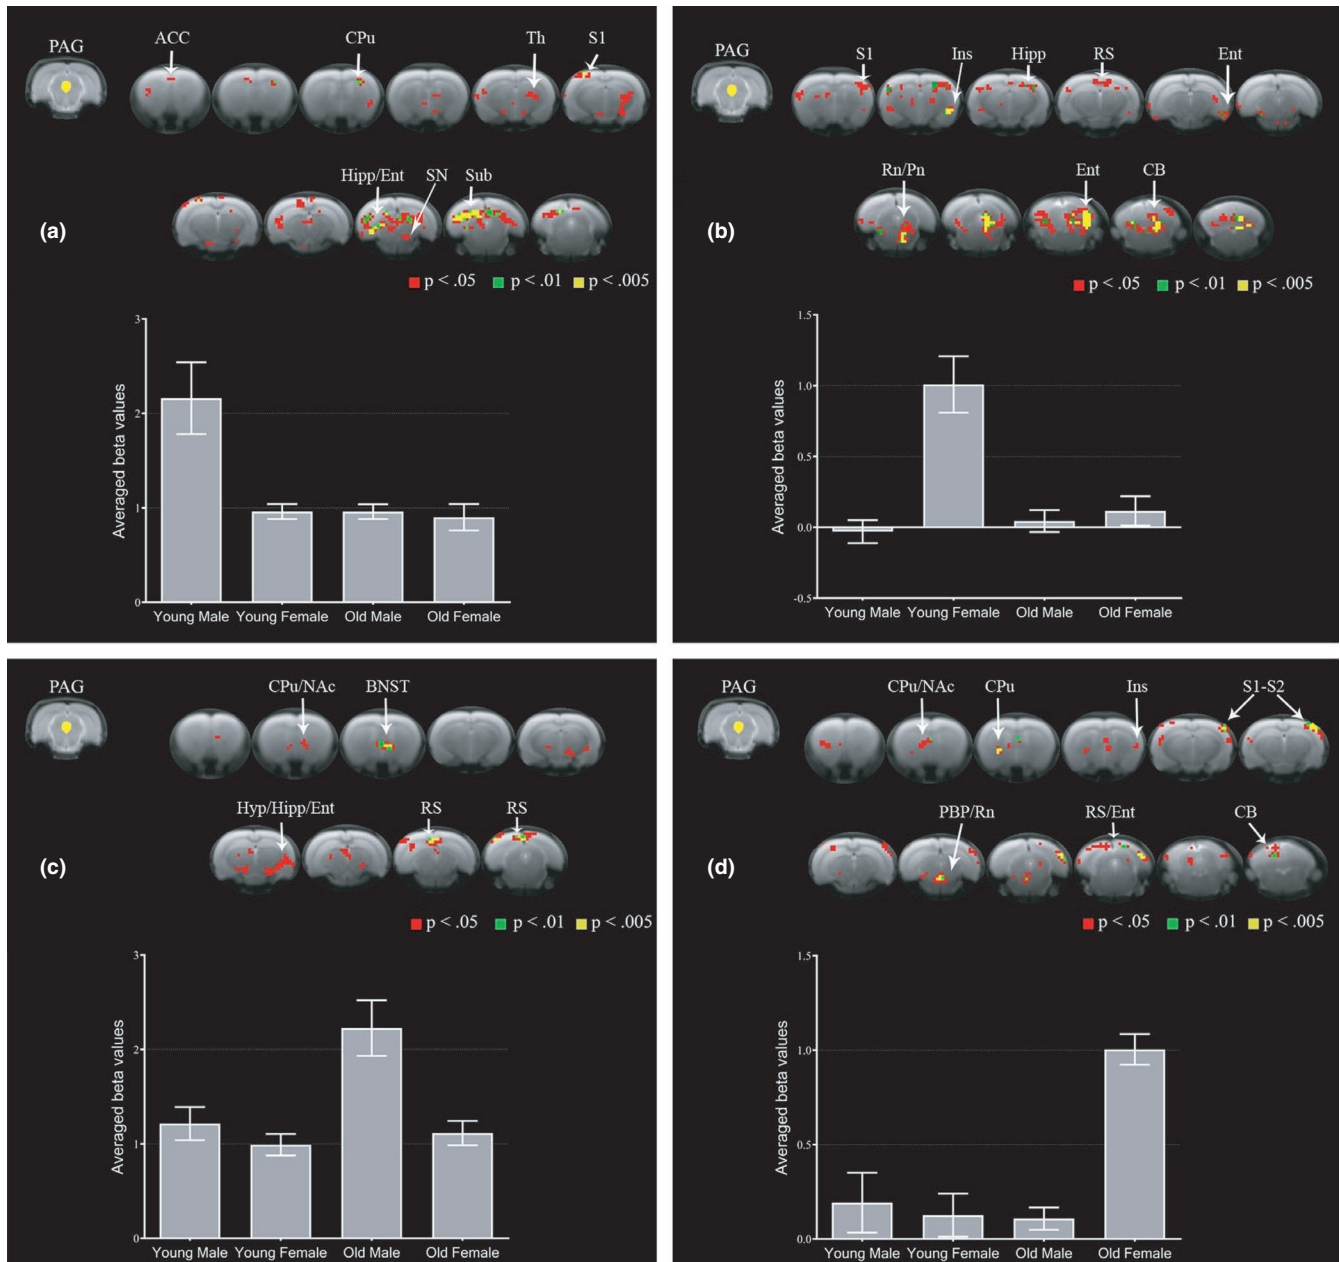 PAG
ACC CPu Th S1
Hipp/Ent SN Sub
(a)
p < .05 p < .01 p < .005
3
2
1
0
Averaged beta values
Young Male Young Female Old Male Old Female
PAG
S1 Ins Hipp RS Ent
Rn/Pn Ent CB
(b)
p < .05 p < .01 p < .005
1.5
1.0
0.5
0.0
-0.5
Averaged beta values
Young Male Young Female Old Male Old Female
PAG
CPu/NAc BNST
Hyp/Hipp/Ent RS RS
(c)
p < .05 p < .01 p < .005
3
2
1
0
Averaged beta values
Young Male Young Female Old Male Old Female
PAG
CPu/NAc CPu Ins S1-S2
PBP/Rn RS/Ent CB
(d)
p < .05 p < .01 p < .005
1.5
1.0
0.5
0.0
Averaged beta values
Young Male Young Female Old Male Old Female